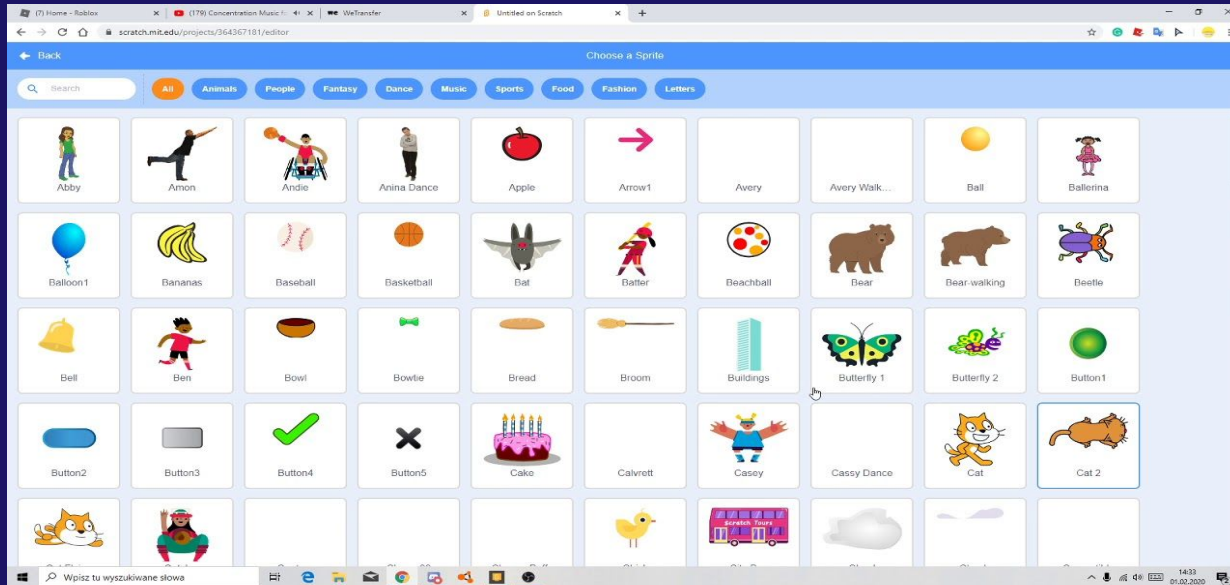 (7) Home - Roblox (179) Concentration Music fo WeTransfer Untitled on Scratch
scratch.mit.edu/projects/364367181/editor
Back Choose a Sprite
Search All Animals People Fantasy Dance Music Sports Food Fashion Letters
Abby Amon Andie Anina Dance Apple Arrow1 Avery Avery Walk... Ball Ballerina
Balloon1 Bananas Baseball Basketball Bat Batter Beachball Bear Bear-walking Beetle
Bell Ben Bowl Bowtie Bread Broom Buildings Butterfly 1 Butterfly 2 Button1
Button2 Button3 Button4 Button5 Cake Calvrett Casey Cassy Dance Cat Cat 2
Scratch Tours
Wpisz tu wyszukiwane słowa 14:33
01.02.2020